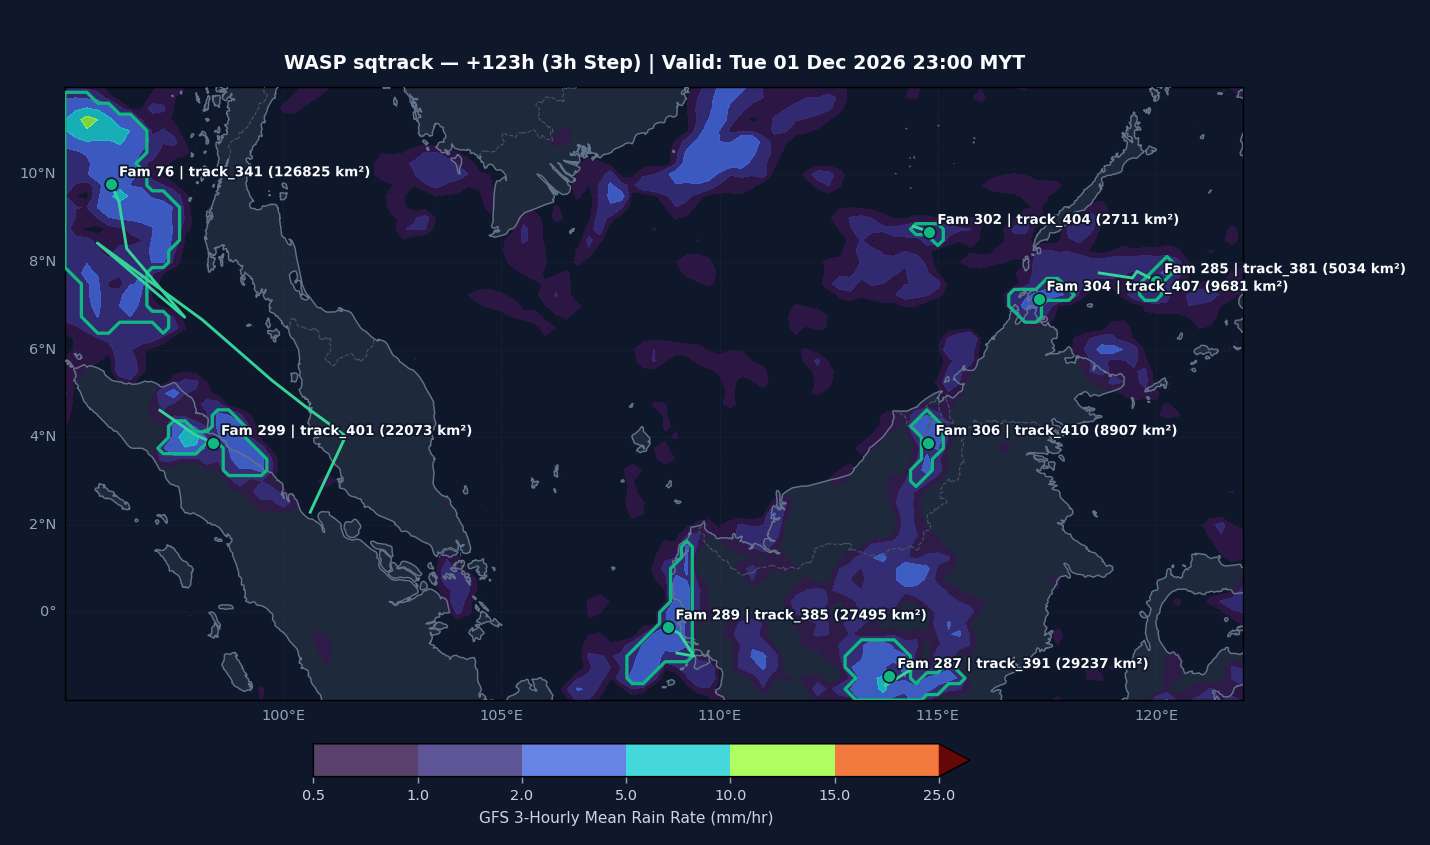 WASP sqtrack — +123h (3h Step) | Valid: Tue 01 Dec 2026 23:00 MYT
10°N
Fam 76 | track_341 (126825 km²)
Fam 302 | track_404 (2711 km²)
8°N
Fam 285 | track_381 (5034 km²)
Fam 304 | track_407 (9681 km²)
6°N
4°N
Fam 299 | track_401 (22073 km²)
Fam 306 | track_410 (8907 km²)
2°N
0°
Fam 289 | track_385 (27495 km²)
Fam 287 | track_391 (29237 km²)
100°E 105°E 110°E 115°E 120°E
0.5 1.0 2.0 5.0 10.0 15.0 25.0
GFS 3-Hourly Mean Rain Rate (mm/hr)